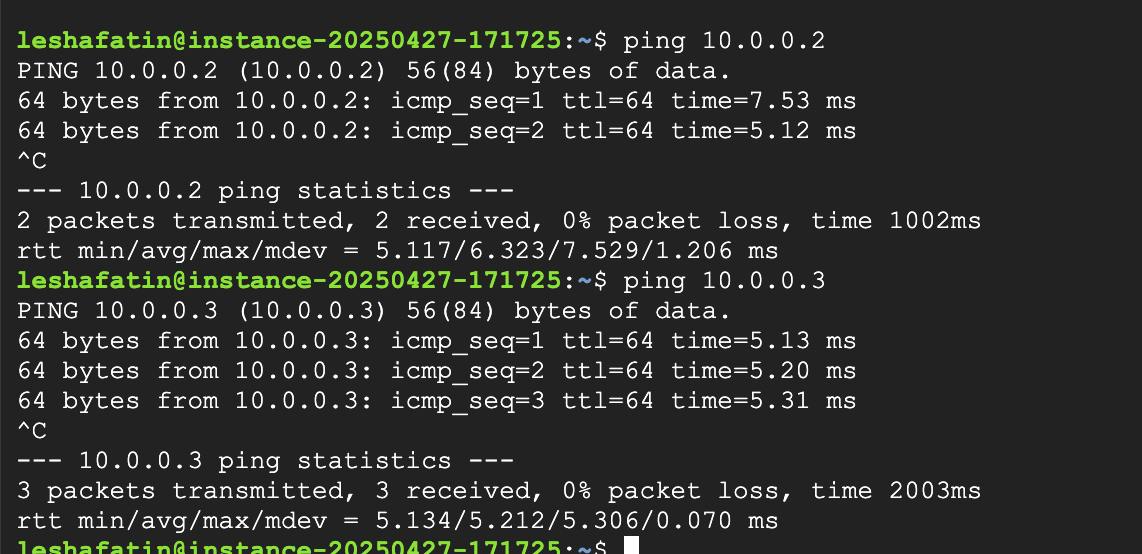 leshafatin@instance-20250427-171725:~$ ping 10.0.0.2
PING 10.0.0.2 (10.0.0.2) 56(84) bytes of data.
64 bytes from 10.0.0.2: icmp_seq=1 ttl=64 time=7.53 ms
64 bytes from 10.0.0.2: icmp_seq=2 ttl=64 time=5.12 ms
^C
--- 10.0.0.2 ping statistics ---
2 packets transmitted, 2 received, 0% packet loss, time 1002ms
rtt min/avg/max/mdev = 5.117/6.323/7.529/1.206 ms
leshafatin@instance-20250427-171725:~$ ping 10.0.0.3
PING 10.0.0.3 (10.0.0.3) 56(84) bytes of data.
64 bytes from 10.0.0.3: icmp_seq=1 ttl=64 time=5.13 ms
64 bytes from 10.0.0.3: icmp_seq=2 ttl=64 time=5.20 ms
64 bytes from 10.0.0.3: icmp_seq=3 ttl=64 time=5.31 ms
^C
--- 10.0.0.3 ping statistics ---
3 packets transmitted, 3 received, 0% packet loss, time 2003ms
rtt min/avg/max/mdev = 5.134/5.212/5.306/0.070 ms
leshafatin@instance-20250427-171725:~$